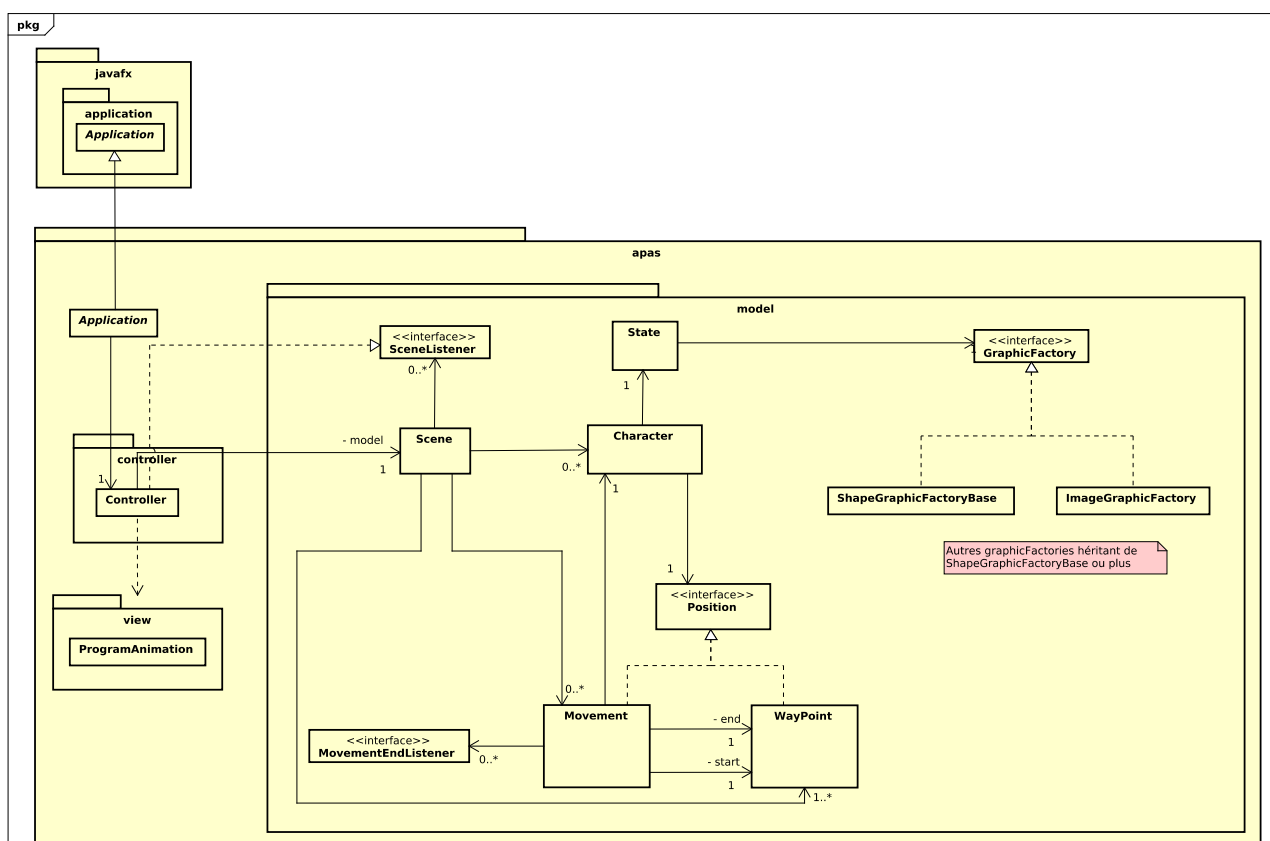 pkg
javafx
application
Application
apas
model
Application
<<interface>>
SceneListener
State
<<interface>>
GraphicFactory
1
0..*
1
- model
Scene
Character
1
0..*
controller
1
Controller
1
ShapeGraphicFactoryBase
ImageGraphicFactory
Autres graphicFactories héritant de
ShapeGraphicFactoryBase ou plus
1
<<interface>>
Position
view
ProgramAnimation
0..*
Movement
- end
1
WayPoint
<<interface>>
MovementEndListener
0..*
- start
1
1..*